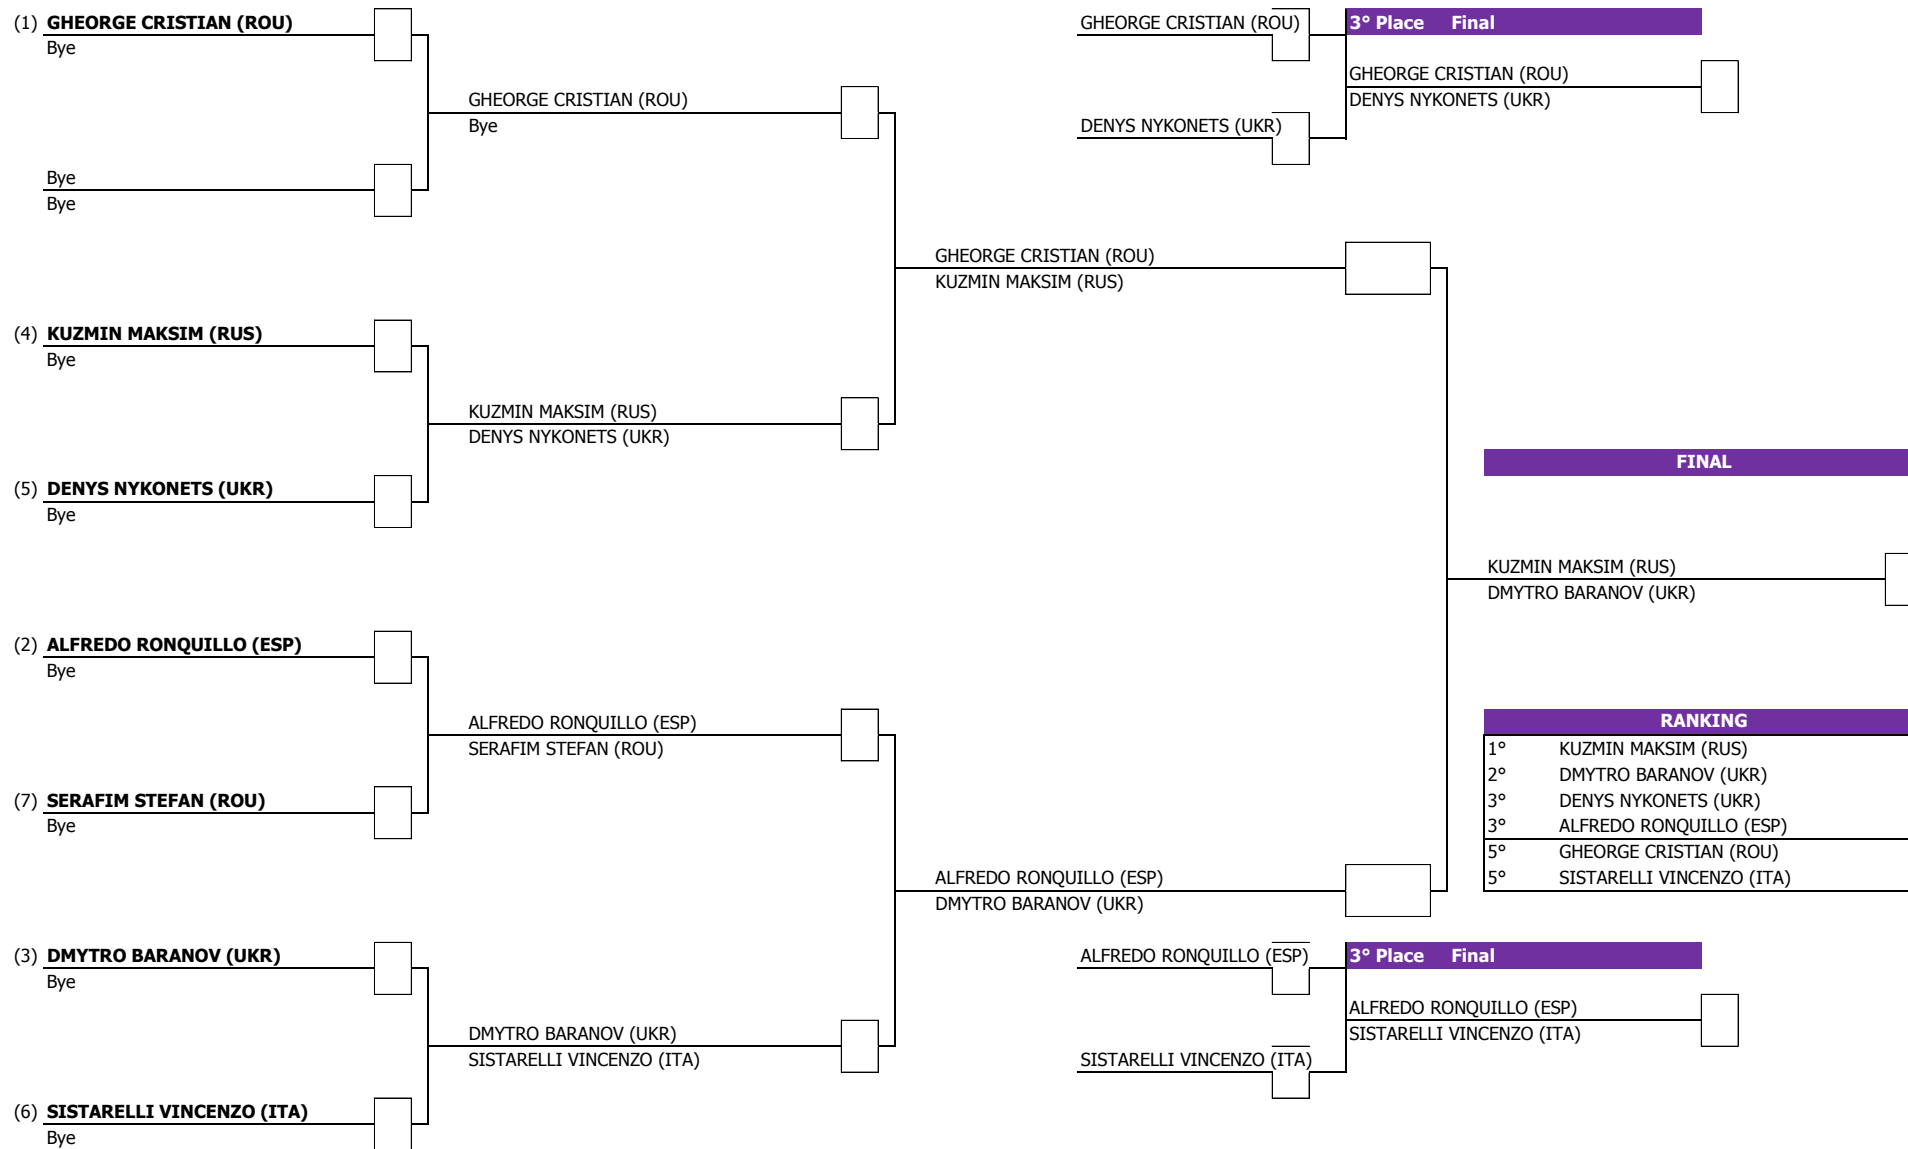 (1) GHEORGE CRISTIAN (ROU)
Bye
GHEORGE CRISTIAN (ROU)
Bye
Bye
Bye
GHEORGE CRISTIAN (ROU)
KUZMIN MAKSIM (RUS)
(4) KUZMIN MAKSIM (RUS)
Bye
KUZMIN MAKSIM (RUS)
DENYS NYKONETS (UKR)
(5) DENYS NYKONETS (UKR)
Bye
(2) ALFREDO RONQUILLO (ESP)
Bye
ALFREDO RONQUILLO (ESP)
SERAFIM STEFAN (ROU)
(7) SERAFIM STEFAN (ROU)
Bye
ALFREDO RONQUILLO (ESP)
DMYTRO BARANOV (UKR)
(3) DMYTRO BARANOV (UKR)
Bye
DMYTRO BARANOV (UKR)
SISTARELLI VINCENZO (ITA)
(6) SISTARELLI VINCENZO (ITA)
Bye
GHEORGE CRISTIAN (ROU)
3° Place Final
GHEORGE CRISTIAN (ROU)
DENYS NYKONETS (UKR)
DENYS NYKONETS (UKR)
FINAL
KUZMIN MAKSIM (RUS)
DMYTRO BARANOV (UKR)
RANKING
1° KUZMIN MAKSIM (RUS)
2° DMYTRO BARANOV (UKR)
3° DENYS NYKONETS (UKR)
3° ALFREDO RONQUILLO (ESP)
5° GHEORGE CRISTIAN (ROU)
5° SISTARELLI VINCENZO (ITA)
ALFREDO RONQUILLO (ESP)
3° Place Final
ALFREDO RONQUILLO (ESP)
SISTARELLI VINCENZO (ITA)
SISTARELLI VINCENZO (ITA)